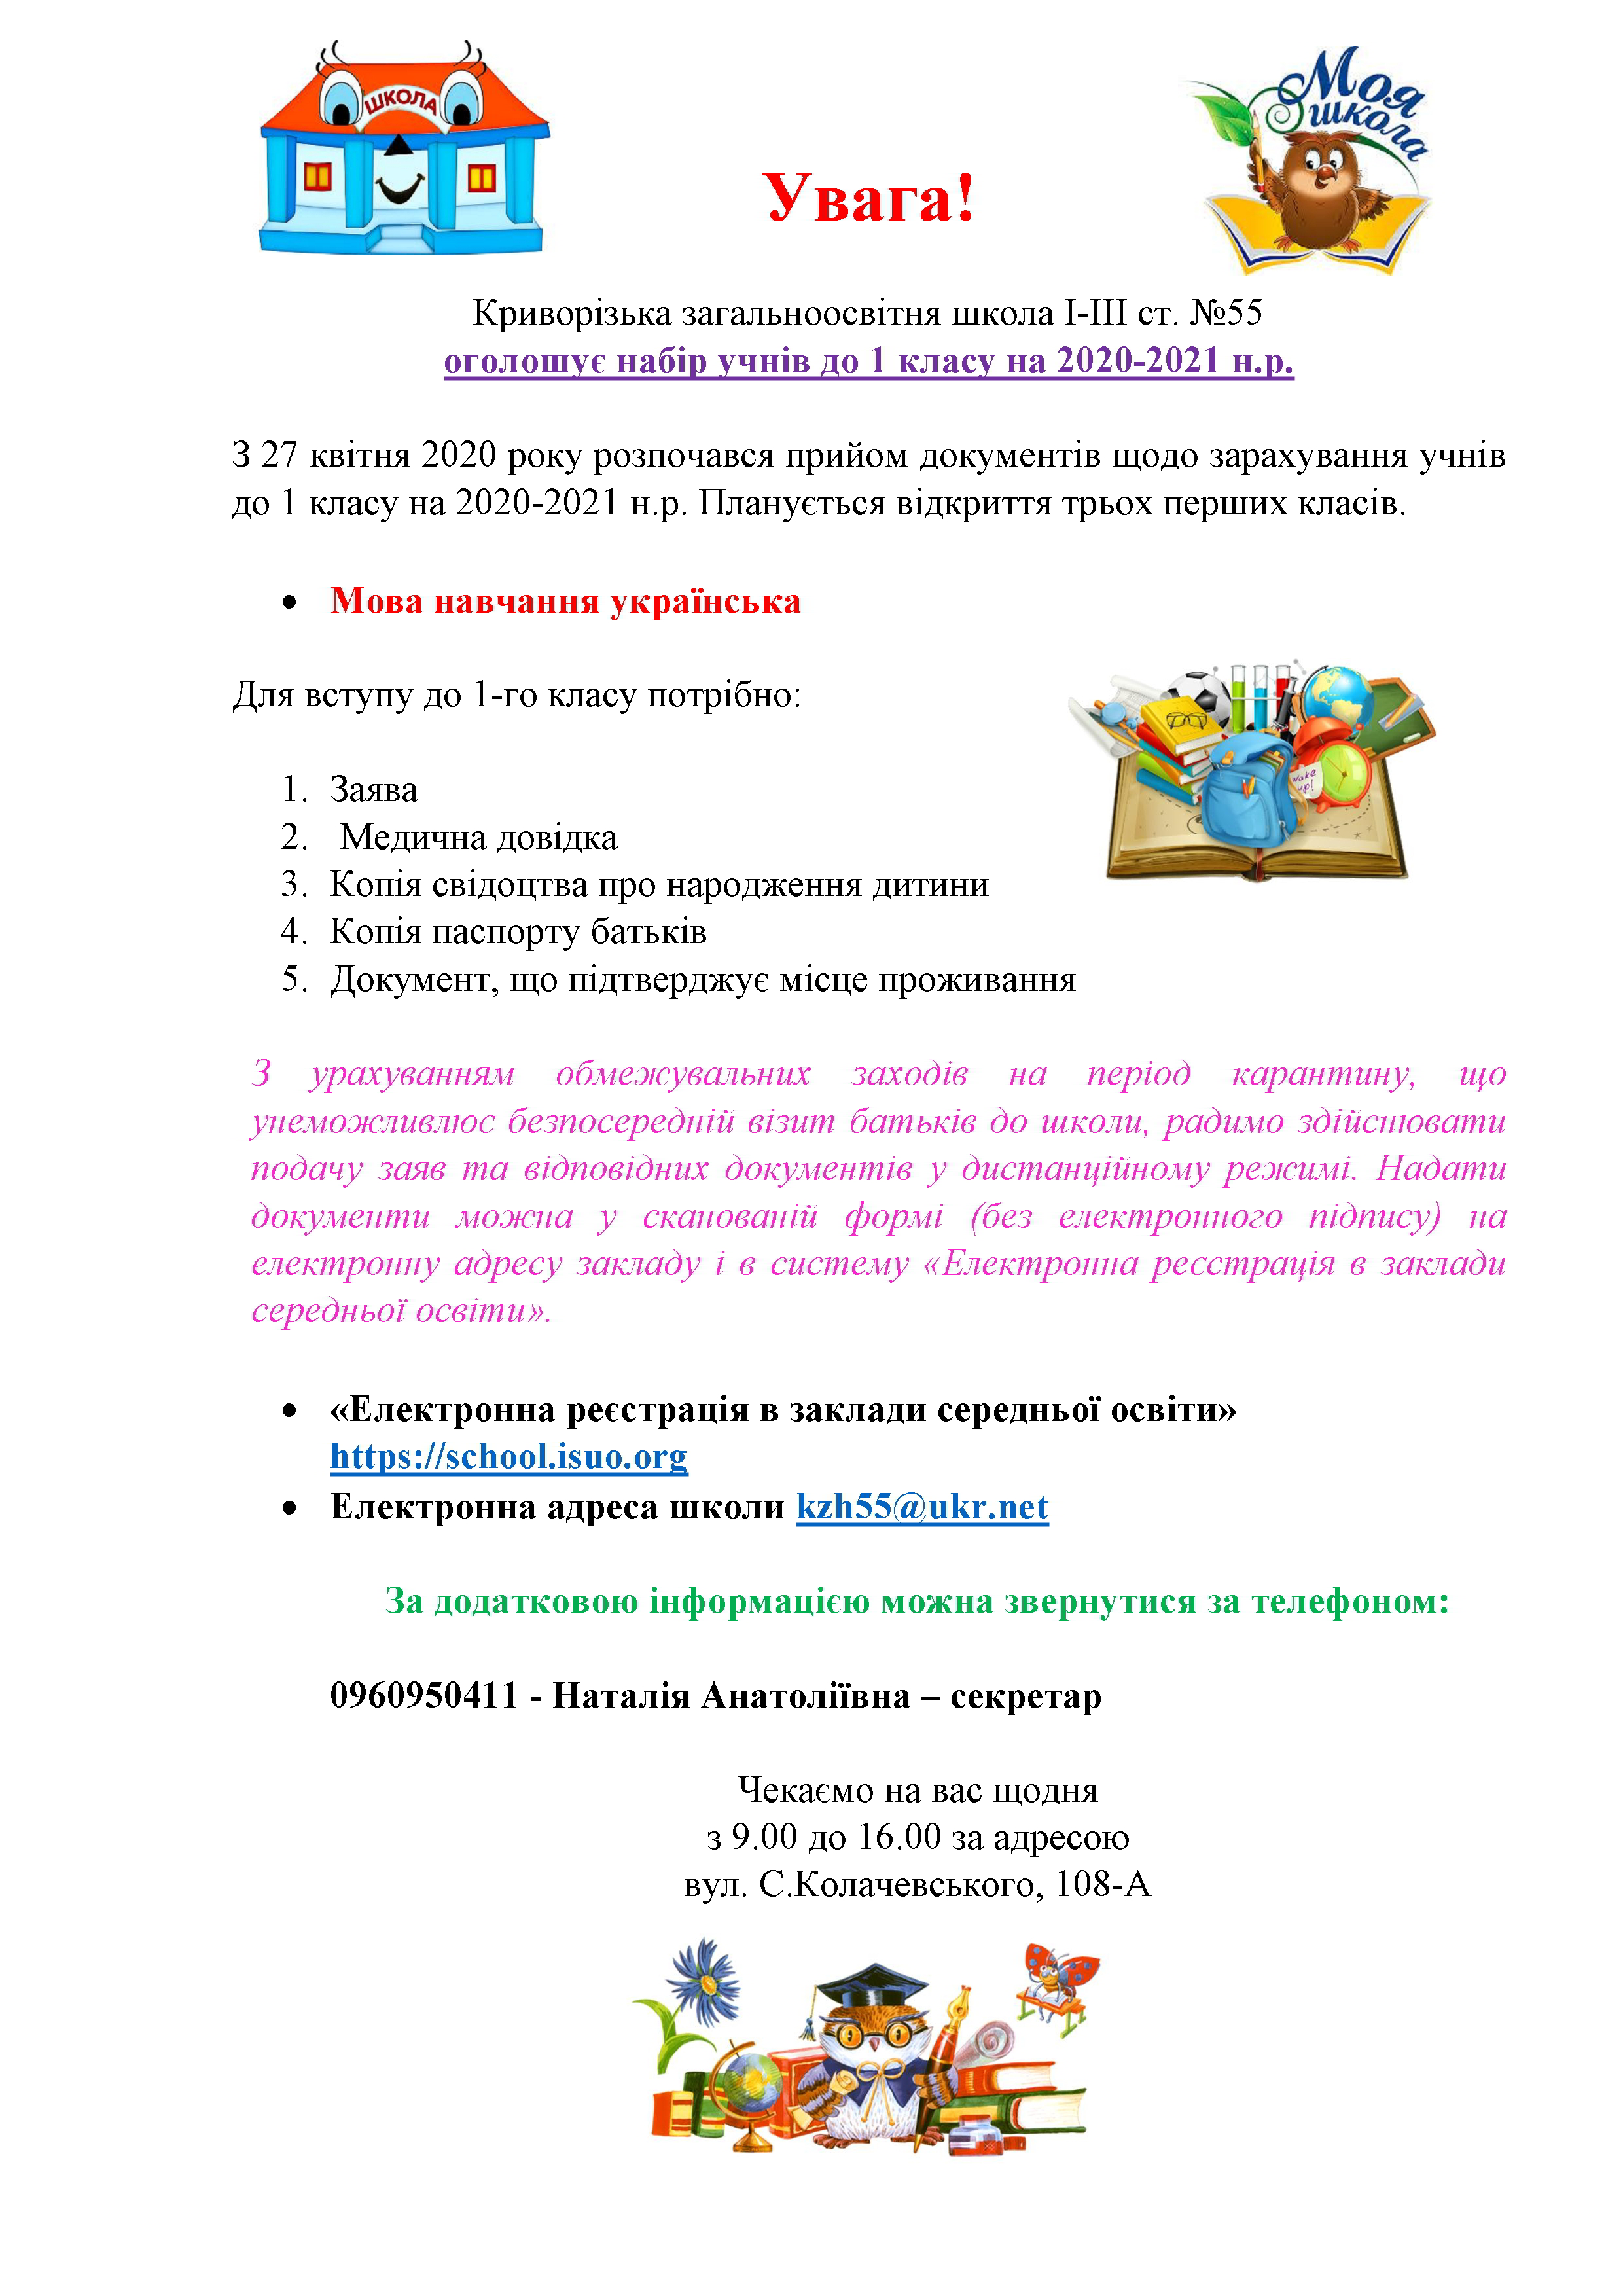 ШКОЛА
Моя
школа
Увага!
Криворізька загальноосвітня школа І-ІІІ ст. №55
оголошує набір учнів до 1 класу на 2020-2021 н.р.
З 27 квітня 2020 року розпочався прийом документів щодо зарахування учнів
до 1 класу на 2020-2021 н.р. Планується відкриття трьох перших класів.
• Мова навчання українська
Для вступу до 1-го класу потрібно:
Wake
up!
1. Заява
2. Медична довідка
3. Копія свідоцтва про народження дитини
4. Копія паспорту батьків
5. Документ, що підтверджує місце проживання
З урахуванням обмежувальних заходів на період карантину, що
унеможливлює безпосередній візит батьків до школи, радимо здійснювати
подачу заяв та відповідних документів у дистанційному режимі. Надати
документи можна у сканованій формі (без електронного підпису) на
електронну адресу закладу і в систему «Електронна реєстрація в заклади
середньої освіти».
• «Електронна реєстрація в заклади середньої освіти»
https://school.isuo.org
• Електронна адреса школи kzh55@ukr.net
За додатковою інформацією можна звернутися за телефоном:
0960950411 - Наталія Анатоліївна – секретар
Чекаємо на вас щодня
з 9.00 до 16.00 за адресою
вул. С.Колачевського, 108-А